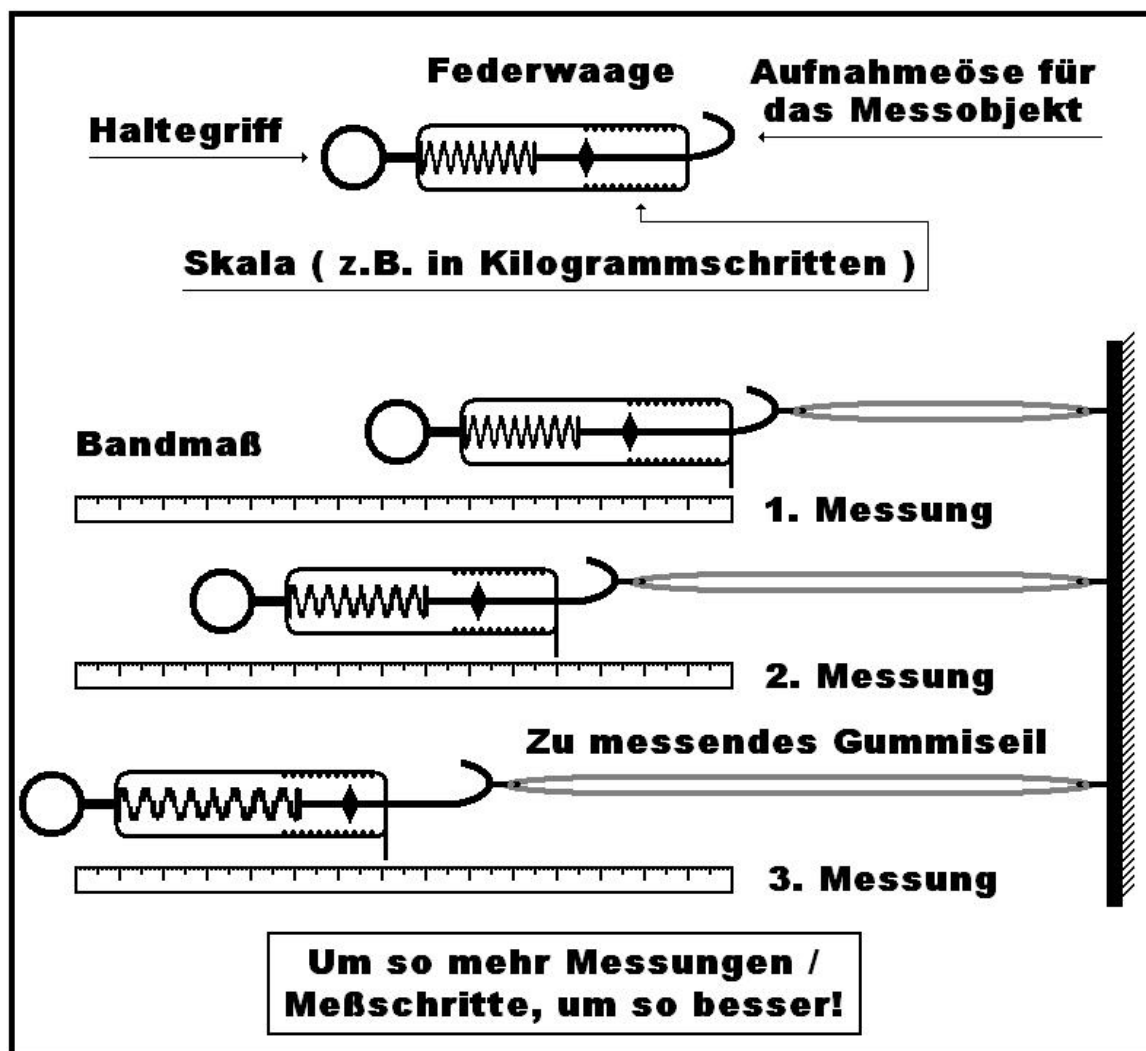 Federwaage
Aufnahmeöse für
das Messobjekt
Haltegriff
Skala ( z.B. in Kilogrammschritten )
Bandmaß
1. Messung
2. Messung
Zu messendes Gummiseil
3. Messung
Um so mehr Messungen /
Meßschritte, um so besser!